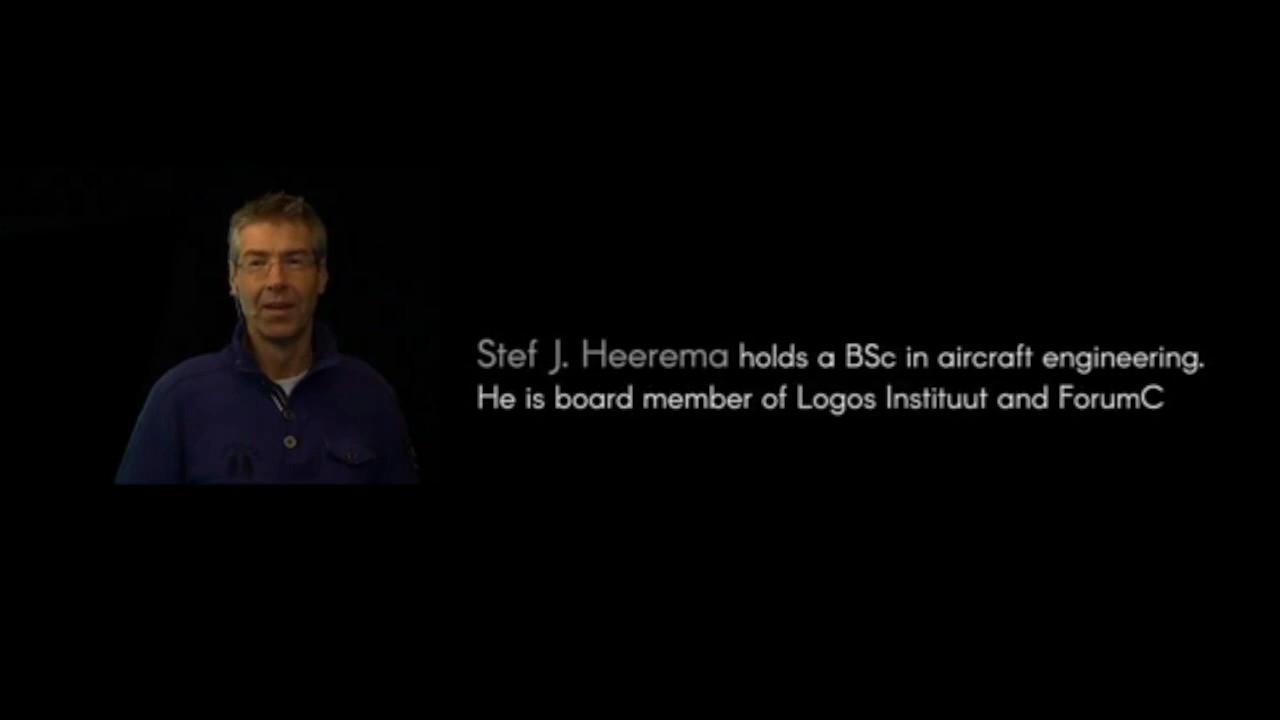 Stef J. Heerema holds a BSc in aircraft engineering.
He is board member of Logos Instituut and ForumC